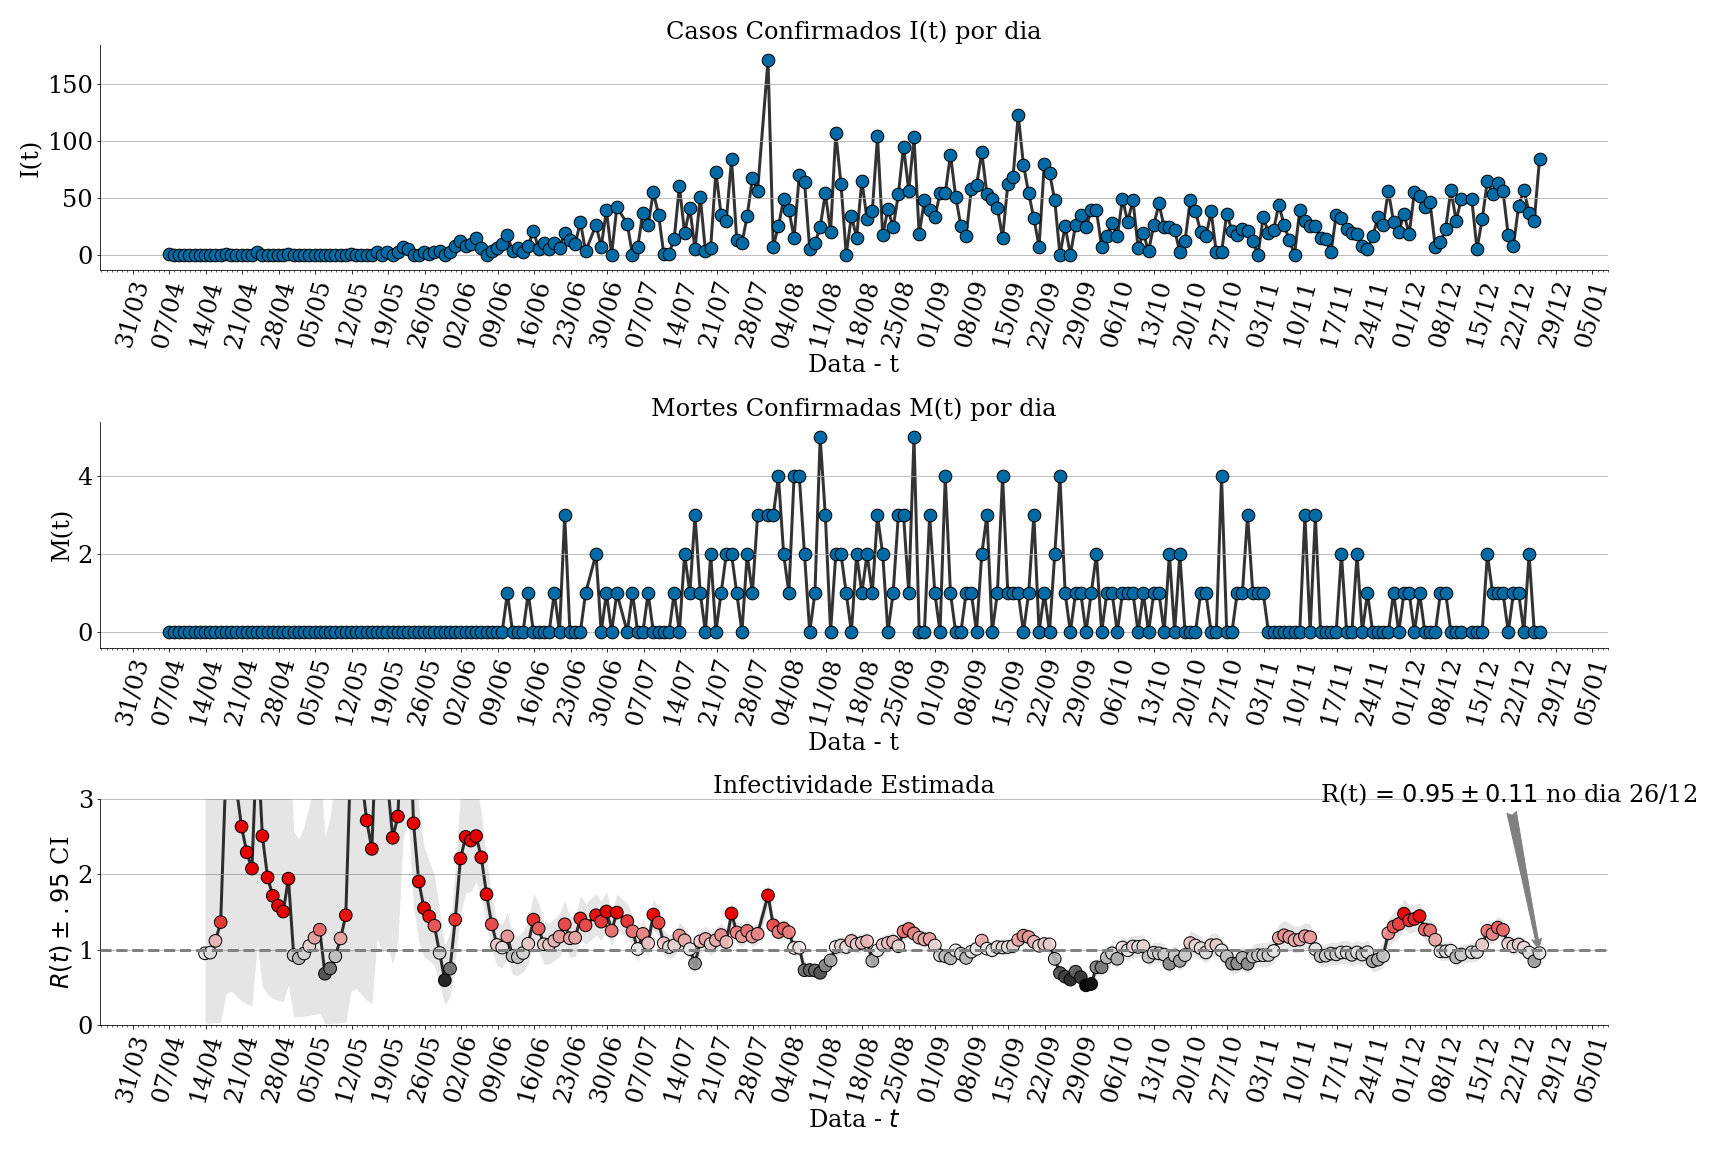 Casos Confirmados I(t) por dia
I(t)
150
100
50
0
31/03 07/04 14/04 21/04 28/04 05/05 12/05 19/05 26/05 02/06 09/06 16/06 23/06 30/06 07/07 14/07 21/07 28/07 04/08 11/08 18/08 25/08 01/09 08/09 15/09 22/09 29/09 06/10 13/10 20/10 27/10 03/11 10/11 17/11 24/11 01/12 08/12 15/12 22/12 29/12 05/01
Data - t
Mortes Confirmadas M(t) por dia
M(t)
4
2
0
31/03 07/04 14/04 21/04 28/04 05/05 12/05 19/05 26/05 02/06 09/06 16/06 23/06 30/06 07/07 14/07 21/07 28/07 04/08 11/08 18/08 25/08 01/09 08/09 15/09 22/09 29/09 06/10 13/10 20/10 27/10 03/11 10/11 17/11 24/11 01/12 08/12 15/12 22/12 29/12 05/01
Data - t
Infectividade Estimada
R(t) = 0.95 ± 0.11 no dia 26/12
R(t) ± .95 CI
3
2
1
0
31/03 07/04 14/04 21/04 28/04 05/05 12/05 19/05 26/05 02/06 09/06 16/06 23/06 30/06 07/07 14/07 21/07 28/07 04/08 11/08 18/08 25/08 01/09 08/09 15/09 22/09 29/09 06/10 13/10 20/10 27/10 03/11 10/11 17/11 24/11 01/12 08/12 15/12 22/12 29/12 05/01
Data - t